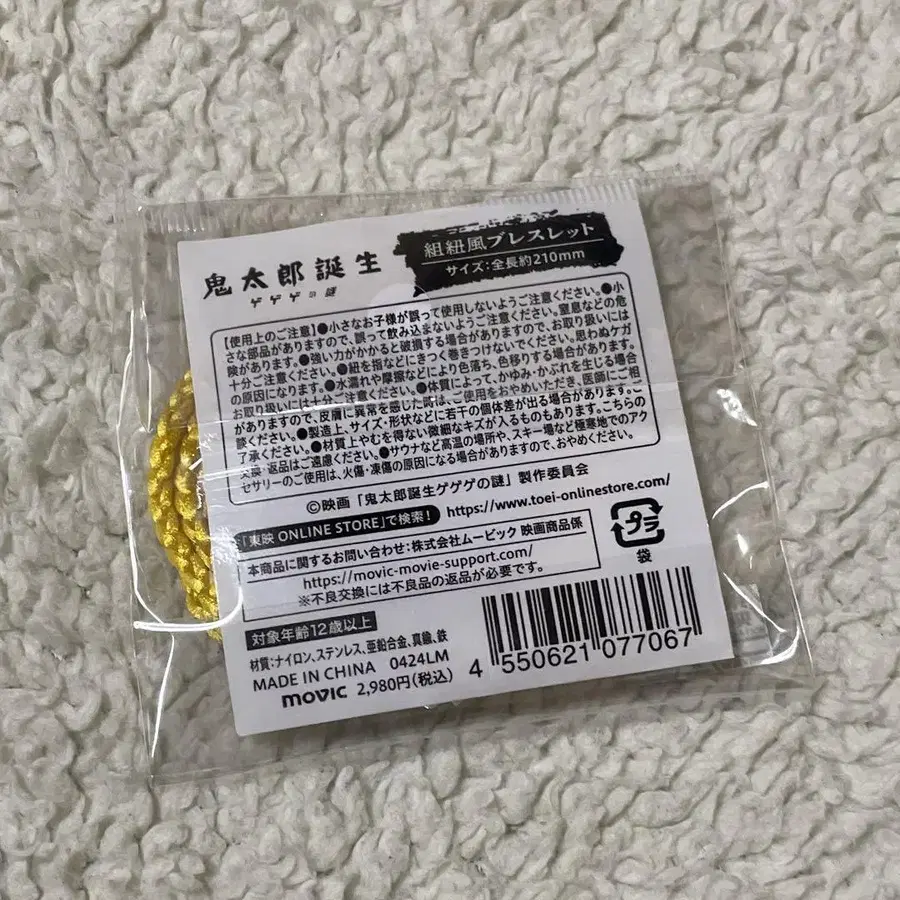 鬼太郎誕生
ゲゲゲの謎
組紐風ブレスレット
サイズ:全長約210mm
【使用上のご注意】●小さなお子様が誤って使用しないようご注意ください。●小
さな部品がありますので、誤って飲み込まないようご注意ください。窒息などの危
険があります。●強い力がかかると破損する場合がありますので、お取り扱いには
十分ご注意ください。●紐を指などにきつく巻きつけないでください。思わぬケガ
の原因になります。●水濡れや摩擦などにより色落ち、色移りする場合があります。
お取り扱いには十分ご注意ください。●体質によって、かゆみ・かぶれを生じる場合
がありますので、皮膚に異常を感じた時は、ご使用をおやめいただき、医師にご相
談ください。●製造上、サイズ・形状などに若干の個体差が出る場合があります。ご
了承ください。●材質上やむを得ない微細なキズが入るものもあります。こちらの
交換・返品はご遠慮ください。●サウナなど高温の場所や、スキー場など極寒地でのアク
セサリーのご使用は、火傷・凍傷の原因になる場合がありますので、おやめください。
©映画「鬼太郎誕生ゲゲゲの謎」製作委員会
「東映 ONLINE STORE」で検索! https://www.toei-onlinestore.com/
本商品に関するお問い合わせ:株式会社ムービック 映画商品係
https://movic-movie-support.com/
※不良交換には不良品の返品が必要です。
プラ
袋
対象年齢12歳以上
材質:ナイロン、ステンレス、亜鉛合金、真鍮、鉄
MADE IN CHINA 0424LM
movic 2,980円(税込)
4 550621 077067